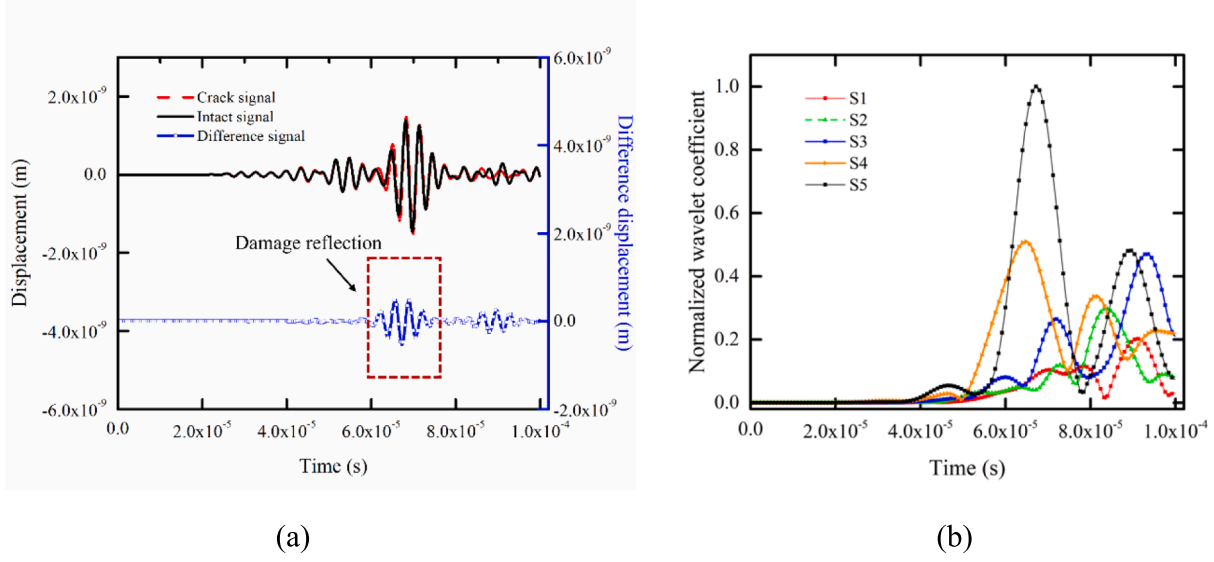 6.0x10⁻⁹
2.0x10⁻⁹
Crack signal
Intact signal
Difference signal
4.0x10⁻⁹
0.0
Displacement (m)
Difference displacement (m)
2.0x10⁻⁹
-2.0x10⁻⁹
Damage reflection
-4.0x10⁻⁹
0.0
-6.0x10⁻⁹
-2.0x10⁻⁹
0.0
2.0x10⁻⁵
4.0x10⁻⁵
6.0x10⁻⁵
8.0x10⁻⁵
1.0x10⁻⁴
Time (s)
(a)
Normalized wavelet coefficient
1.0
0.8
0.6
0.4
0.2
0.0
S1
S2
S3
S4
S5
0.0
2.0x10⁻⁵
4.0x10⁻⁵
6.0x10⁻⁵
8.0x10⁻⁵
1.0x10⁻⁴
Time (s)
(b)